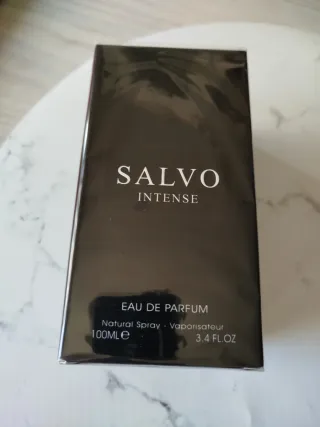 SALVO
INTENSE
EAU DE PARFUM
Natural Spray - Vaporisateur
100ML℮ 3.4 FL.OZ